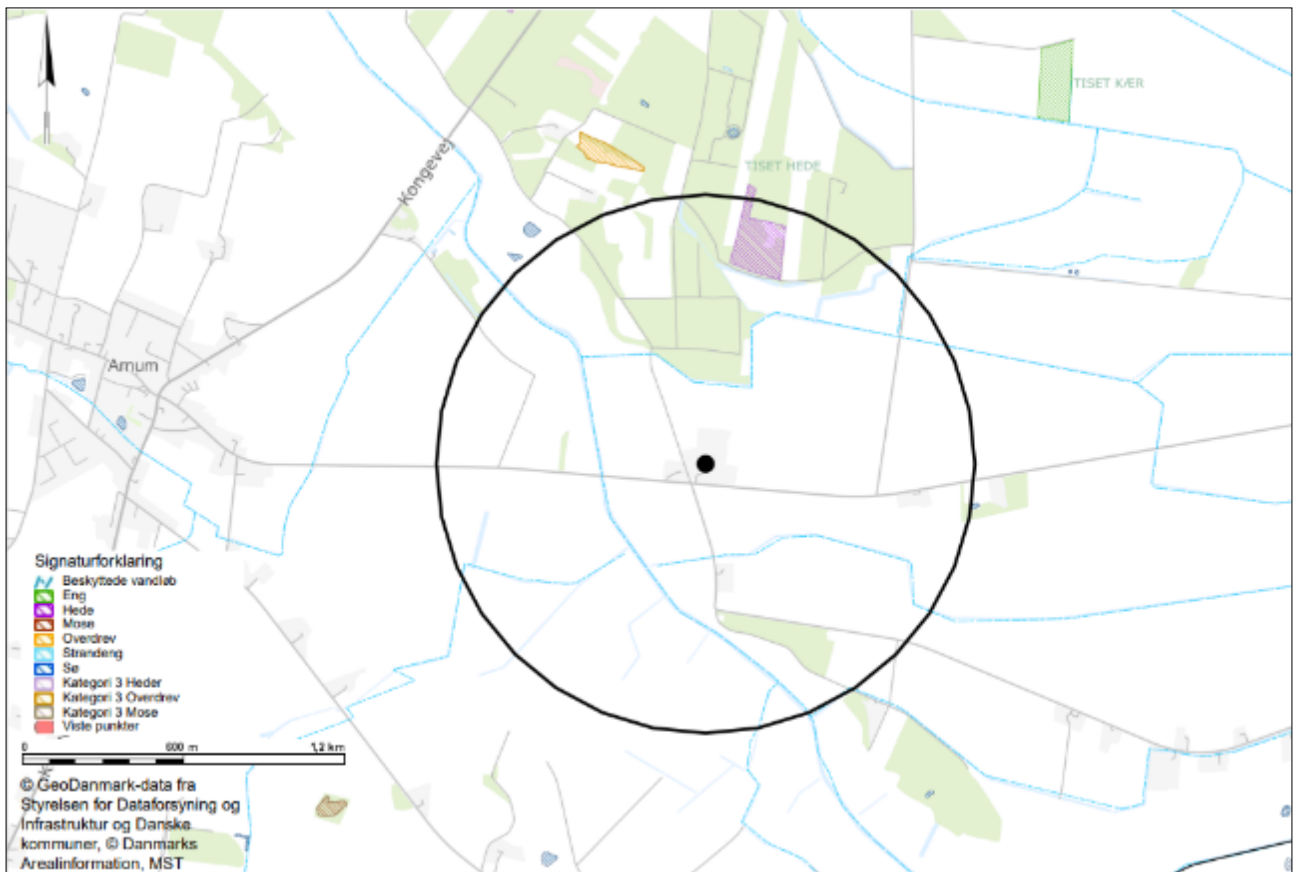 TISET KÆR
Kongevej
TISET HEDE
Arnum
Signaturforklaring
Beskyttede vandløb
Eng
Hede
Mose
Overdrev
Strandeng
Sø
Kategori 3 Heder
Kategori 3 Overdrev
Kategori 3 Mose
Viste punkter
0 600 m 1,2 km
© GeoDanmark-data fra
Styrelsen for Dataforsyning og
Infrastruktur og Danske
kommuner, © Danmarks
Arealinformation, MST